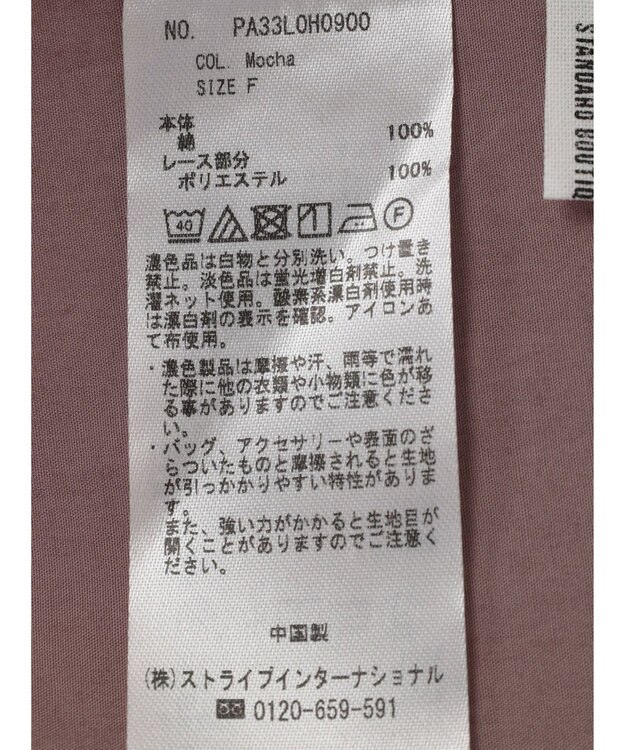 NO. PA33L0H0900
COL. Mocha
SIZE F
本体
綿 100%
レース部分
ポリエステル 100%
40 F
濃色品は白物と分別洗い。つけ置き
禁止。淡色品は蛍光増白剤禁止。洗
濯ネット使用。酸素系漂白剤使用時
は漂白剤の表示を確認。アイロンあ
て布使用。
・濃色製品は摩擦や汗、雨等で濡れ
た際に他の衣類や小物類に色が移
る事がありますのでご注意くださ
い。
・バッグ、アクセサリーや表面のざ
らついたものと摩擦されると生地
が引っかかりやすい特性がありま
す。
また、強い力がかかると生地目が
開くことがありますのでご注意く
ださい。
中国製
(株)ストライプインターナショナル
0120-659-591
STANDARD BOUTIQ